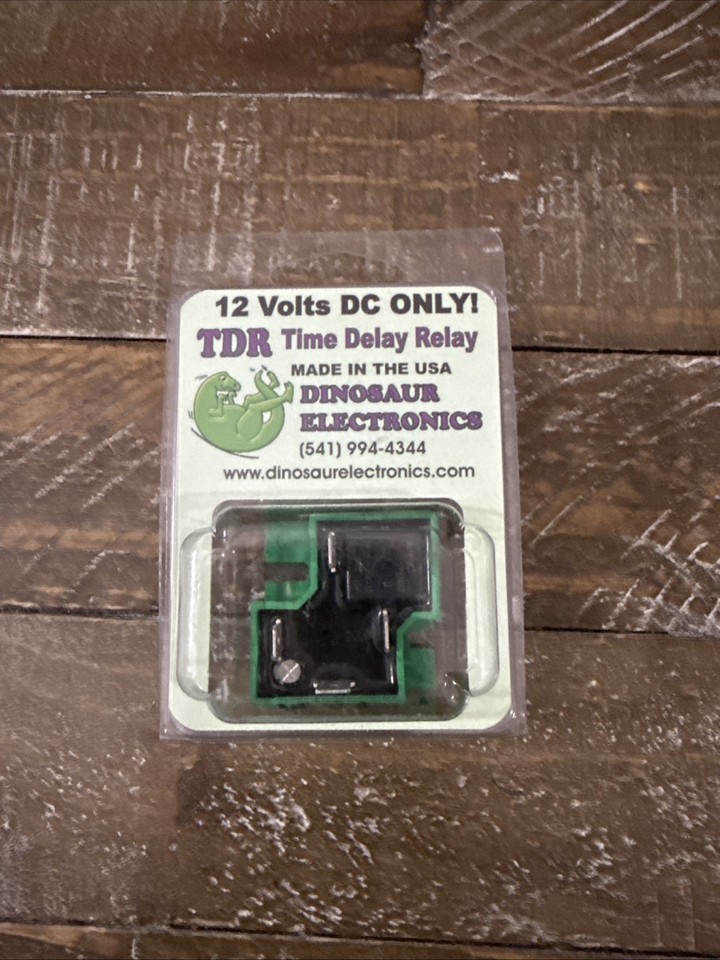 12 Volts DC ONLY!
TDR Time Delay Relay
MADE IN THE USA
DINOSAUR
ELECTRONICS
(541) 994-4344
www.dinosaurelectronics.com